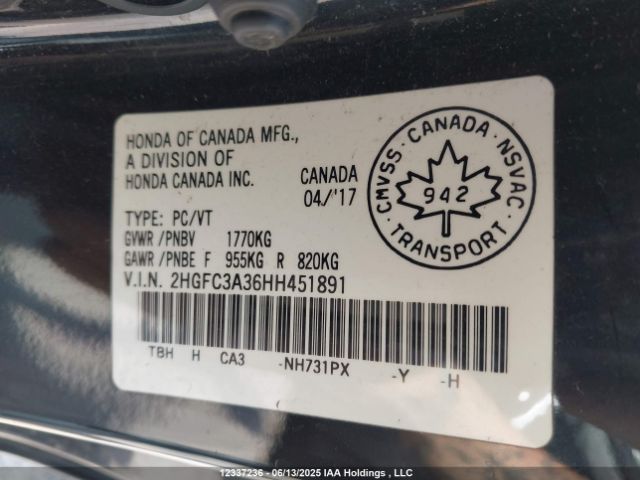 HONDA OF CANADA MFG.,
A DIVISION OF
HONDA CANADA INC.
CANADA
04/'17
TYPE: PC/VT
GVWR/PNBV 1770KG
GAWR/PNBE F 955KG R 820KG
V.I.N. 2HGFC3A36HH451891
TBH H CA3 -NH731PX -Y -H
CMVSS · CANADA · NSVAC
942
TRANSPORT
12337236 - 06/13/2025 IAA Holdings , LLC